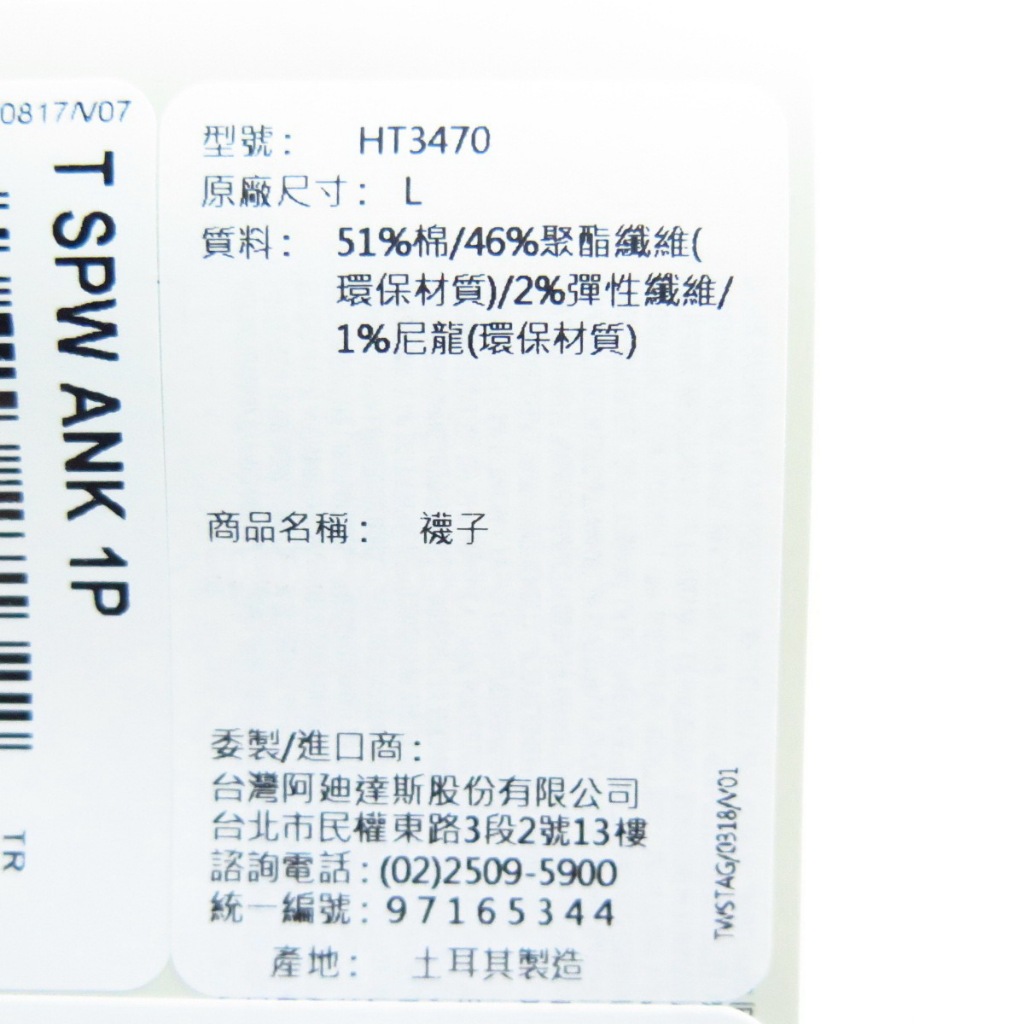 0817/V07
T SPW ANK 1P
TR
型號： HT3470
原廠尺寸： L
質料： 51%棉/46%聚酯纖維(
環保材質)/2%彈性纖維/
1%尼龍(環保材質)
商品名稱： 襪子
委製/進口商：
台灣阿迪達斯股份有限公司
台北市民權東路3段2號13樓
諮詢電話：(02)2509-5900
統一編號：97165344
產地： 土耳其製造
TWSTAG/0318/V01